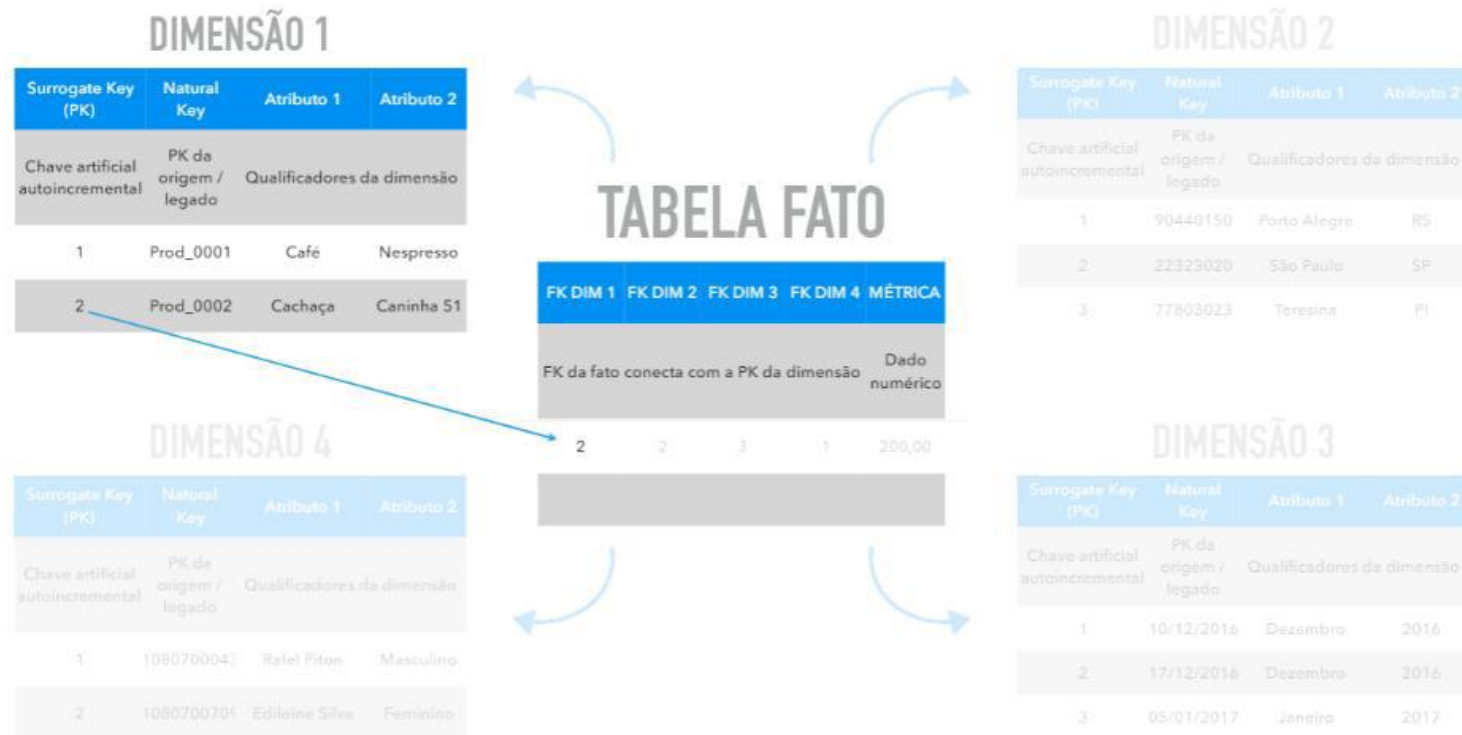 DIMENSÃO 1
Surrogate Key (PK) Natural Key Atributo 1 Atributo 2
Chave artificial autoincremental PK da origem / legado Qualificadores da dimensão
1 Prod_0001 Café Nespresso
2 Prod_0002 Cachaça Caninha 51
DIMENSÃO 2
Surrogate Key (PK) Natural Key Atributo 1 Atributo 2
Chave artificial autoincremental PK da origem / legado Qualificadores da dimensão
1 90440150 Porto Alegre RS
2 22323020 São Paulo SP
3 77803023 Teresina PI
TABELA FATO
FK DIM 1 FK DIM 2 FK DIM 3 FK DIM 4 MÉTRICA
FK da fato conecta com a PK da dimensão Dado numérico
2 2 3 1 200,00
DIMENSÃO 4
Surrogate Key (PK) Natural Key Atributo 1 Atributo 2
Chave artificial autoincremental PK da origem / legado Qualificadores da dimensão
1 Rafel Piton Masculino
2 Silva Feminino
DIMENSÃO 3
Surrogate Key (PK) Natural Key Atributo 1 Atributo 2
Chave artificial autoincremental PK da origem / legado Qualificadores da dimensão
1 10/12/2016 Dezembro 2016
2 17/12/2016 Dezembro 2016
3 05/01/2017 Janeiro 2017